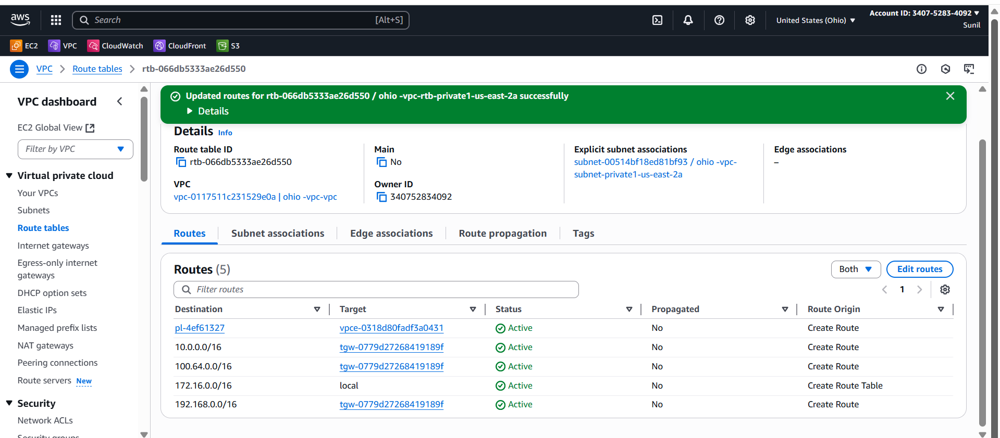 aws
Search [Alt+S]
United States (Ohio)
Account ID: 3407-5283-4092
Sunil
EC2 VPC CloudWatch CloudFront S3
VPC Route tables rtb-066db5333ae26d550
VPC dashboard
EC2 Global View
Filter by VPC
Virtual private cloud
Your VPCs
Subnets
Route tables
Internet gateways
Egress-only internet
gateways
DHCP option sets
Elastic IPs
Managed prefix lists
NAT gateways
Peering connections
Route servers New
Security
Network ACLs
Security groups
Updated routes for rtb-066db5333ae26d550 / ohio -vpc-rtb-private1-us-east-2a successfully
Details
Details Info
Route table ID
rtb-066db5333ae26d550
Main
No
Explicit subnet associations
subnet-00514bf18ed81bf93 / ohio -vpc-
subnet-private1-us-east-2a
Edge associations
–
VPC
vpc-0117511c231529e0a | ohio -vpc-vpc
Owner ID
340752834092
Routes Subnet associations Edge associations Route propagation Tags
Routes (5)
Both
Edit routes
Filter routes
1
Destination Target Status Propagated Route Origin
pl-4ef61327 vpce-0318d80fadf3a0431 Active No Create Route
10.0.0.0/16 tgw-0779d27268419189f Active No Create Route
100.64.0.0/16 tgw-0779d27268419189f Active No Create Route
172.16.0.0/16 local Active No Create Route Table
192.168.0.0/16 tgw-0779d27268419189f Active No Create Route